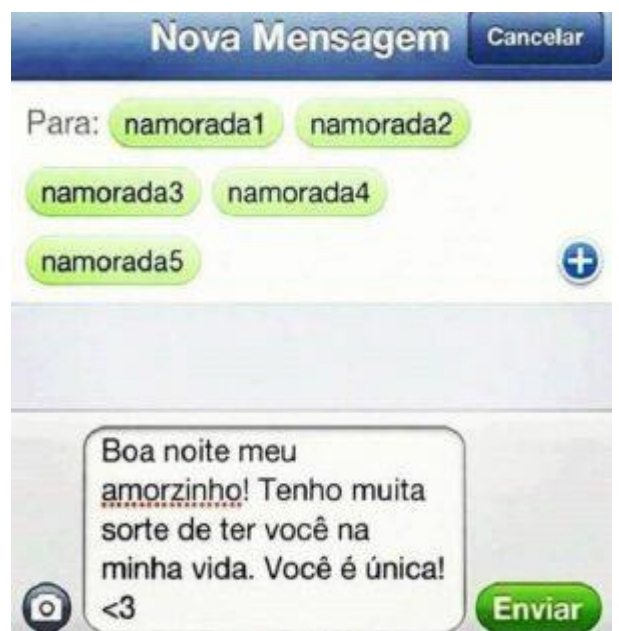 Nova Mensagem Cancelar
Para: namorada1 namorada2
namorada3 namorada4
namorada5
Boa noite meu
amorzinho! Tenho muita
sorte de ter você na
minha vida. Você é única!
<3
Enviar